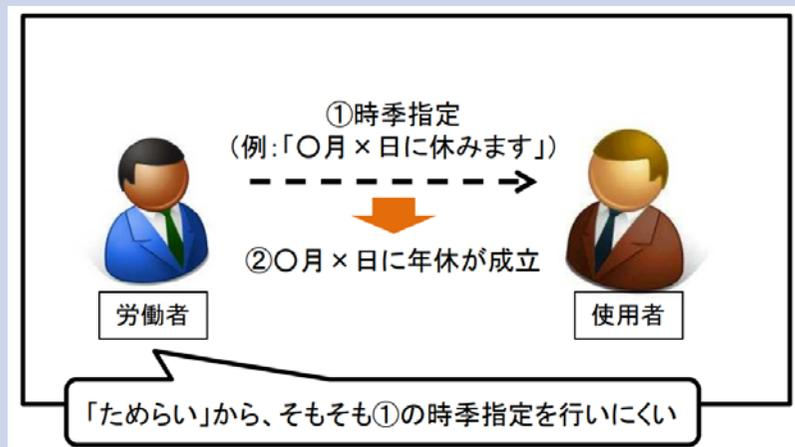 ①時季指定
(例:「〇月×日に休みます」)
②〇月×日に年休が成立
労働者
使用者
「ためらい」から、そもそも①の時季指定を行いにくい